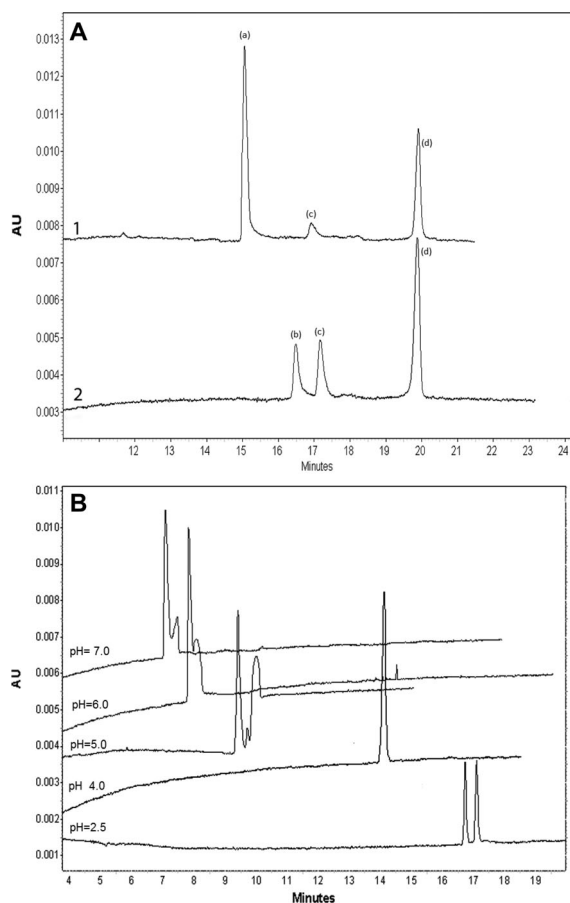 A
(a)
0.013
0.012
0.011
0.010
(d)
0.009
AU
0.008
(c)
1
0.007
(d)
0.006
0.005
(b)
(c)
0.004
2
0.003
12 13 14 15 16 17 18 19 20 21 22 23 24
Minutes
B
0.011
0.010
0.009
0.008
0.007
pH= 7.0
0.006
AU
pH=6.0
0.005
pH=5.0
0.004
pH 4.0
0.003
0.002
pH=2.5
0.001
4 5 6 7 8 9 10 11 12 13 14 15 16 17 18 19
Minutes